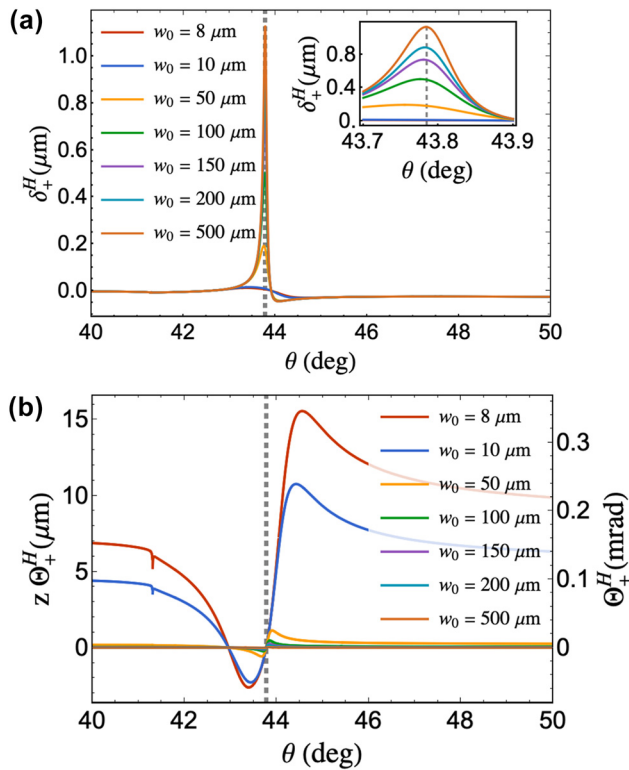 (a)
δ₊ᴴ(μm)
1.0
0.8
0.6
0.4
0.2
0.0
w₀ = 8 μm
w₀ = 10 μm
w₀ = 50 μm
w₀ = 100 μm
w₀ = 150 μm
w₀ = 200 μm
w₀ = 500 μm
δ₊ᴴ(μm)
0.8
0.4
0
43.7 43.8 43.9
θ (deg)
40 42 44 46 48 50
θ (deg)
(b)
z Θ₊ᴴ(μm)
15
10
5
0
w₀ = 8 μm
w₀ = 10 μm
w₀ = 50 μm
w₀ = 100 μm
w₀ = 150 μm
w₀ = 200 μm
w₀ = 500 μm
0.3
0.2
0.1
0
Θ₊ᴴ(mrad)
40 42 44 46 48 50
θ (deg)